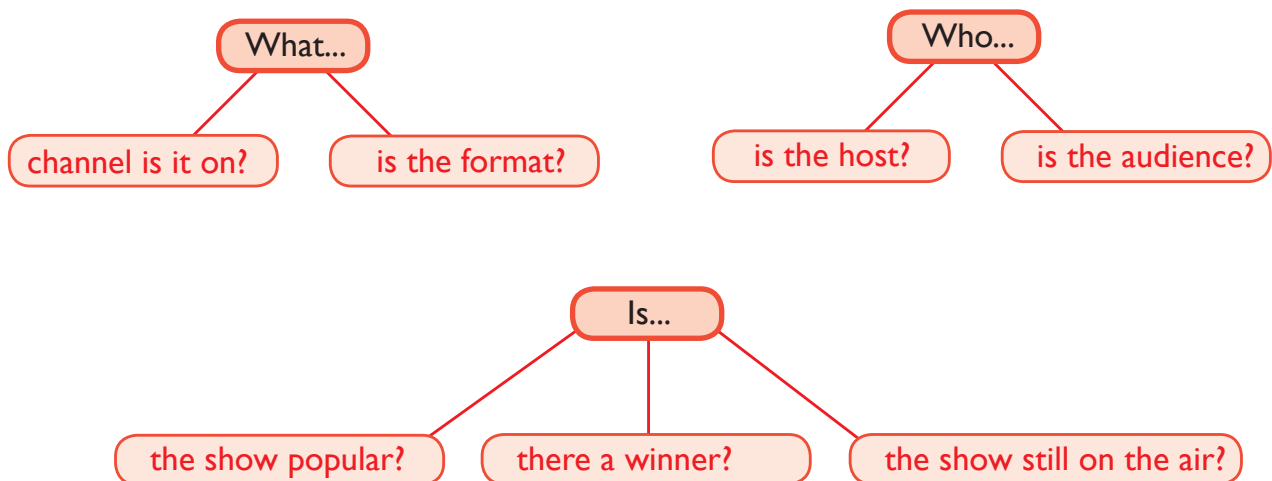 What...
Who...
channel is it on?
is the format?
is the host?
is the audience?
Is...
the show popular?
there a winner?
the show still on the air?